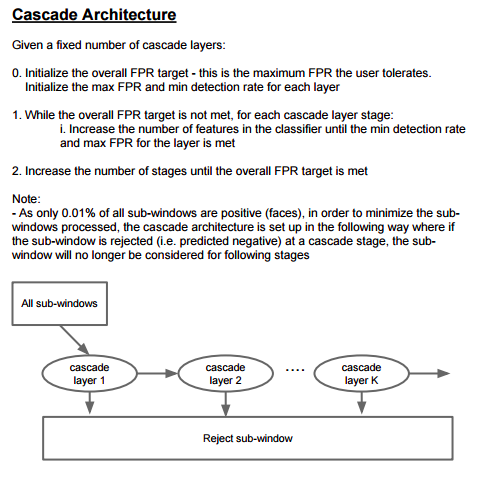 Cascade Architecture
Given a fixed number of cascade layers:
0. Initialize the overall FPR target - this is the maximum FPR the user tolerates.
Initialize the max FPR and min detection rate for each layer
1. While the overall FPR target is not met, for each cascade layer stage:
i. Increase the number of features in the classifier until the min detection rate
and max FPR for the layer is met
2. Increase the number of stages until the overall FPR target is met
Note:
- As only 0.01% of all sub-windows are positive (faces), in order to minimize the sub-
windows processed, the cascade architecture is set up in the following way where if
the sub-window is rejected (i.e. predicted negative) at a cascade stage, the sub-
window will no longer be considered for following stages
All sub-windows
cascade
layer 1
cascade
layer 2
....
cascade
layer K
Reject sub-window